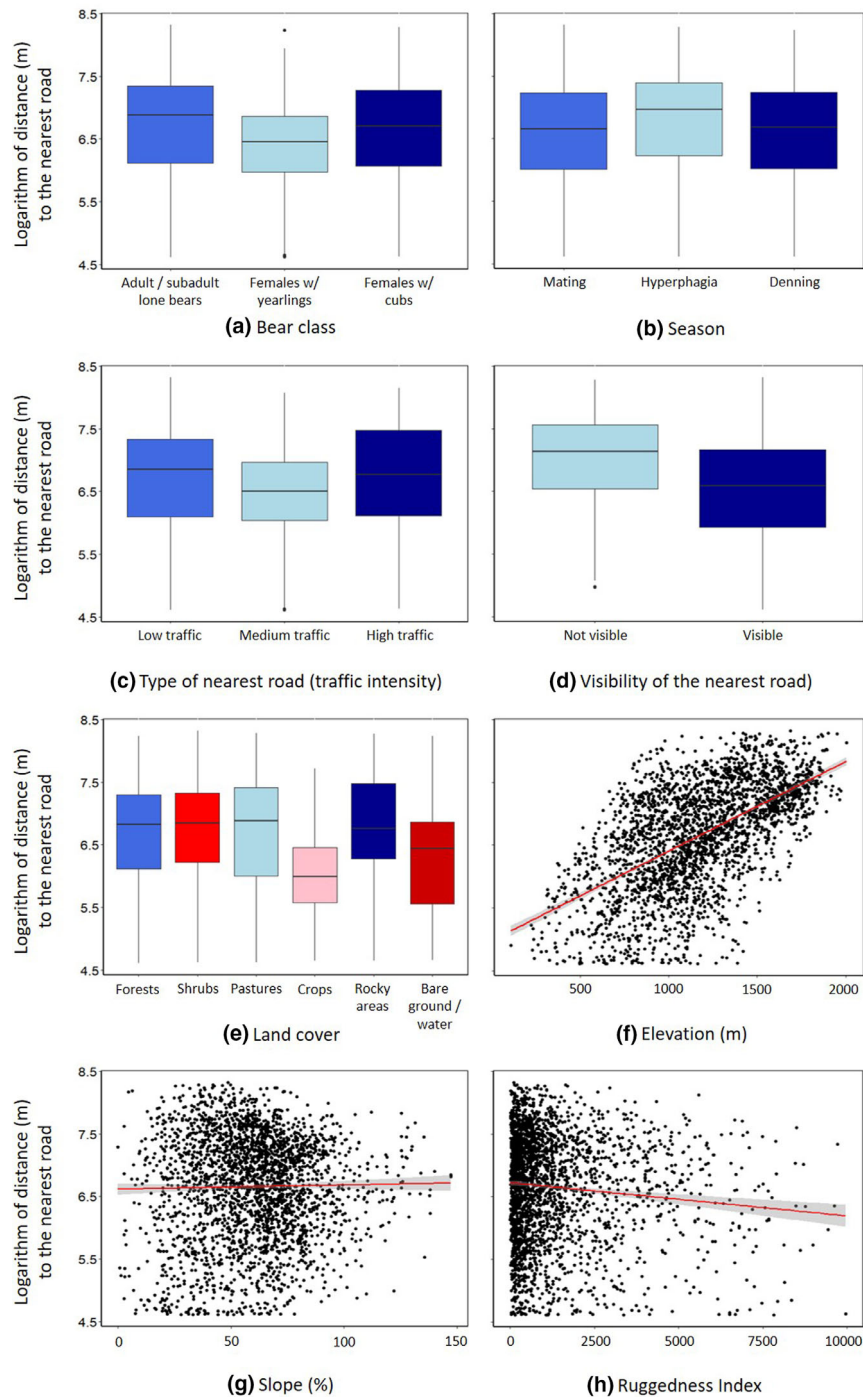 8.5
7.5
6.5
5.5
4.5
Logarithm of distance (m)
to the nearest road
Adult / subadult
lone bears
Females w/
yearlings
Females w/
cubs
(a) Bear class
Mating
Hyperphagia
Denning
(b) Season
8.5
7.5
6.5
5.5
4.5
Logarithm of distance (m)
to the nearest road
Low traffic
Medium traffic
High traffic
(c) Type of nearest road (traffic intensity)
Not visible
Visible
(d) Visibility of the nearest road)
8.5
7.5
6.5
5.5
4.5
Logarithm of distance (m)
to the nearest road
Forests
Shrubs
Pastures
Crops
Rocky
areas
Bare
ground /
water
(e) Land cover
500
1000
1500
2000
(f) Elevation (m)
8.5
7.5
6.5
5.5
4.5
Logarithm of distance (m)
to the nearest road
0
50
100
150
(g) Slope (%)
0
2500
5000
7500
10000
(h) Ruggedness Index